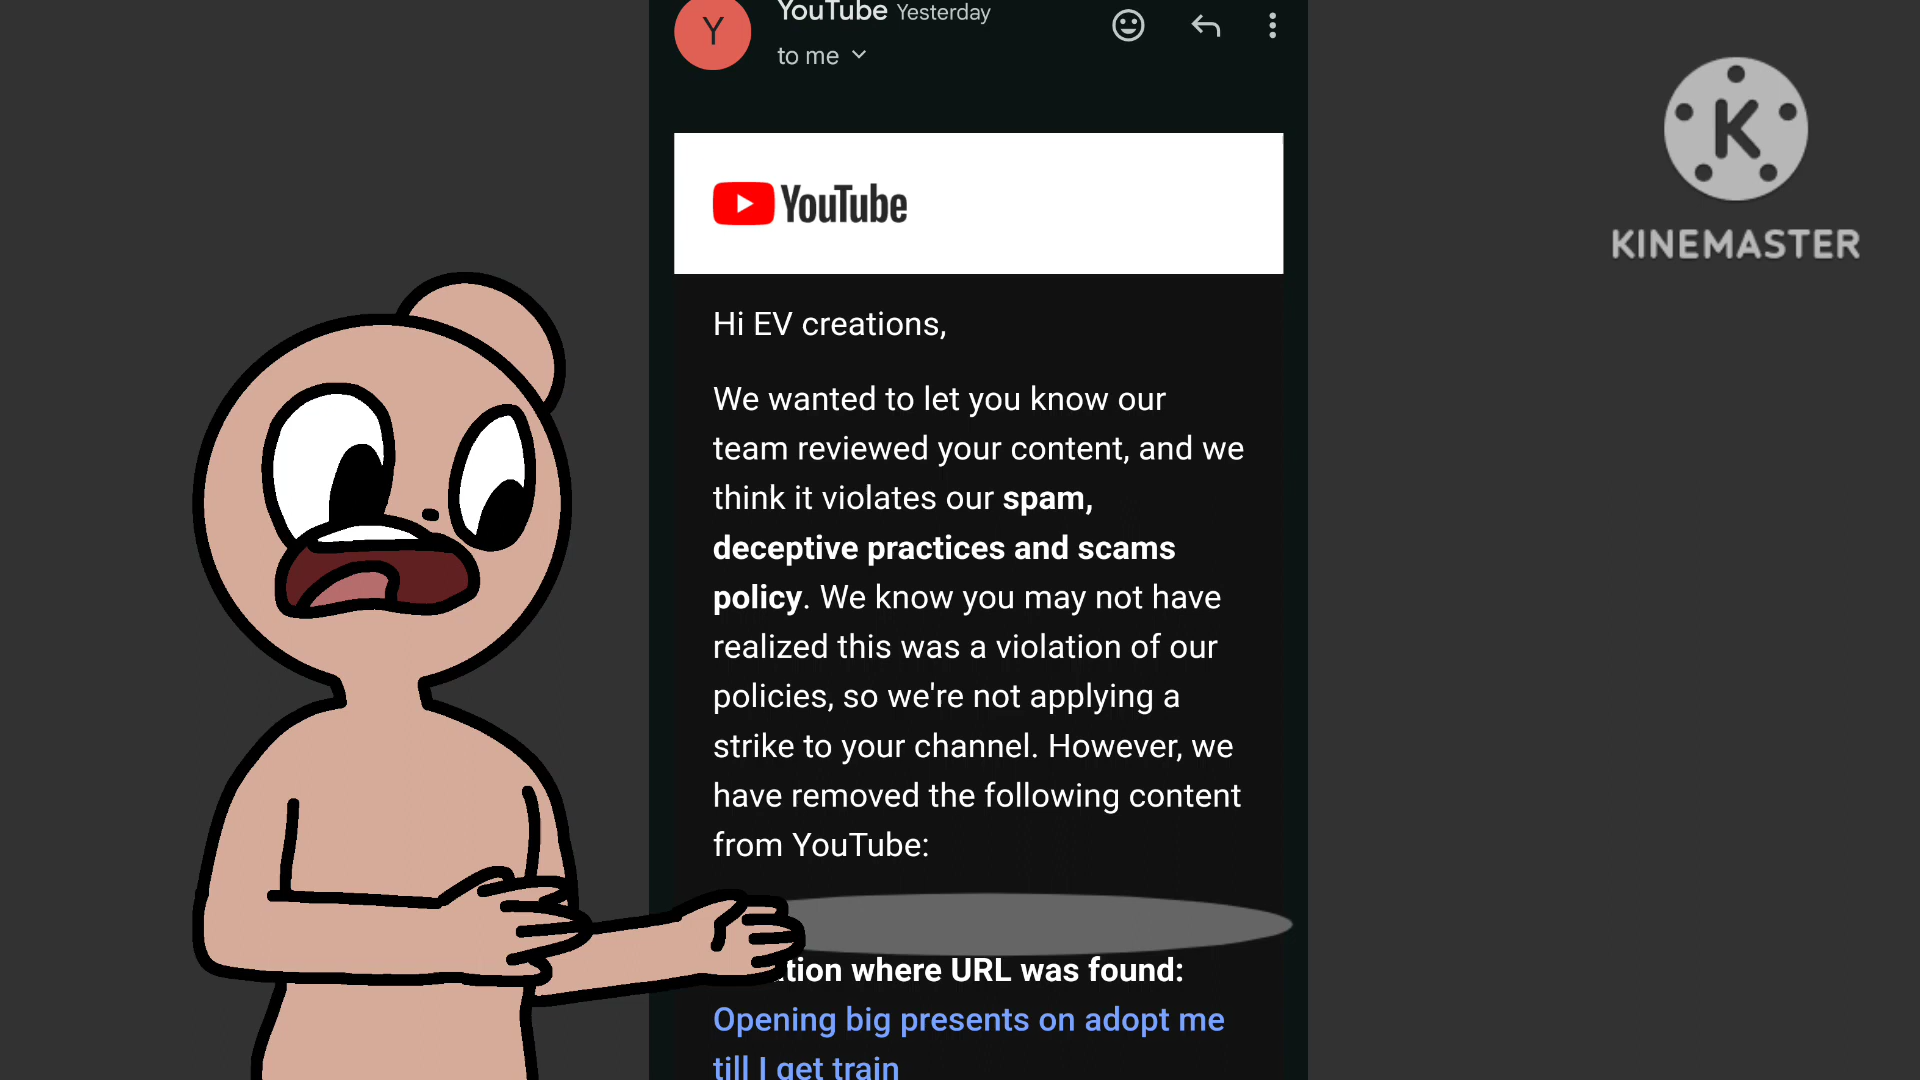 YouTube Yesterday
Y
to me
YouTube
K
KINEMASTER
Hi EV creations,
We wanted to let you know our
team reviewed your content, and we
think it violates our spam,
deceptive practices and scams
policy. We know you may not have
realized this was a violation of our
policies, so we're not applying a
strike to your channel. However, we
have removed the following content
from YouTube:
where URL was found:
Opening big presents on adopt me
till I get train